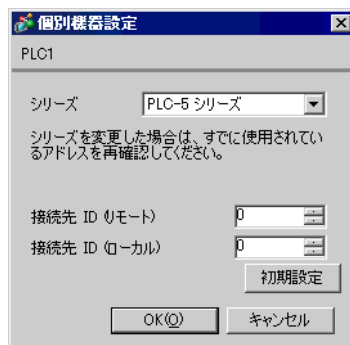 個別機器設定
PLC1
シリーズ PLC-5 シリーズ
シリーズを変更した場合は、すでに使用されてい
るアドレスを再確認してください。
接続先 ID (リモート) 0
接続先 ID (ローカル) 0
初期設定
OK(O) キャンセル